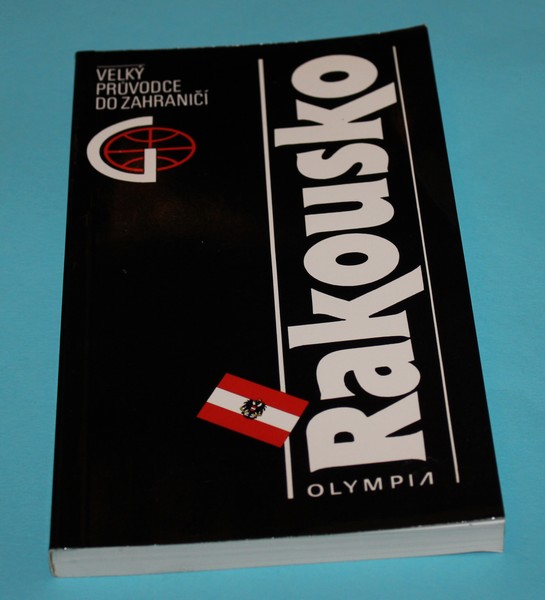 VELKÝ
PRŮVODCE
DO ZAHRANIČÍ
Rakousko
OLYMPIA